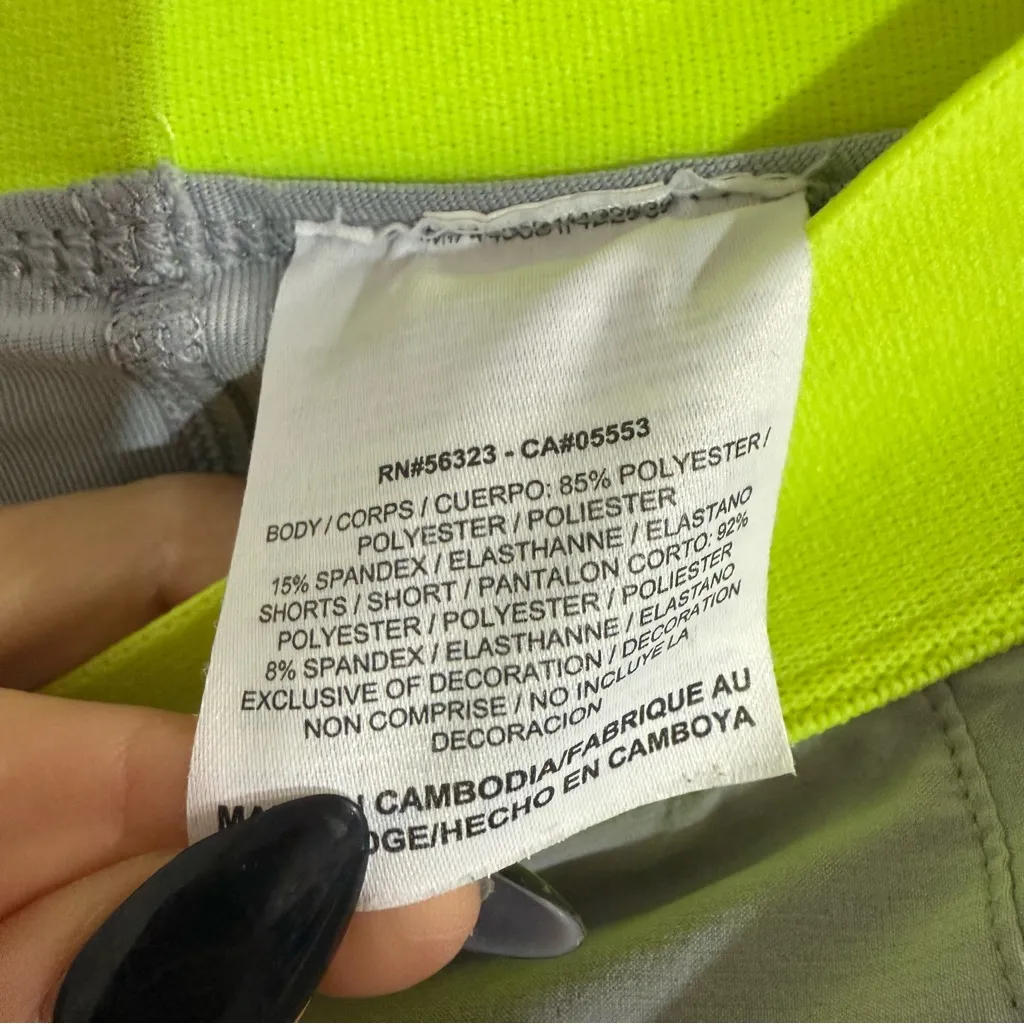 RN#56323 - CA#05553
BODY / CORPS / CUERPO: 85% POLYESTER /
POLYESTER / POLIESTER
15% SPANDEX / ELASTHANNE / ELASTANO
SHORTS / SHORT / PANTALON CORTO: 92%
POLYESTER / POLYESTER / POLIESTER
8% SPANDEX / ELASTHANNE / ELASTANO
EXCLUSIVE OF DECORATION / DECORATION
NON COMPRISE / NO INCLUYE LA
DECORACION
CAMBODIA/FABRIQUE AU
/HECHO EN CAMBOYA